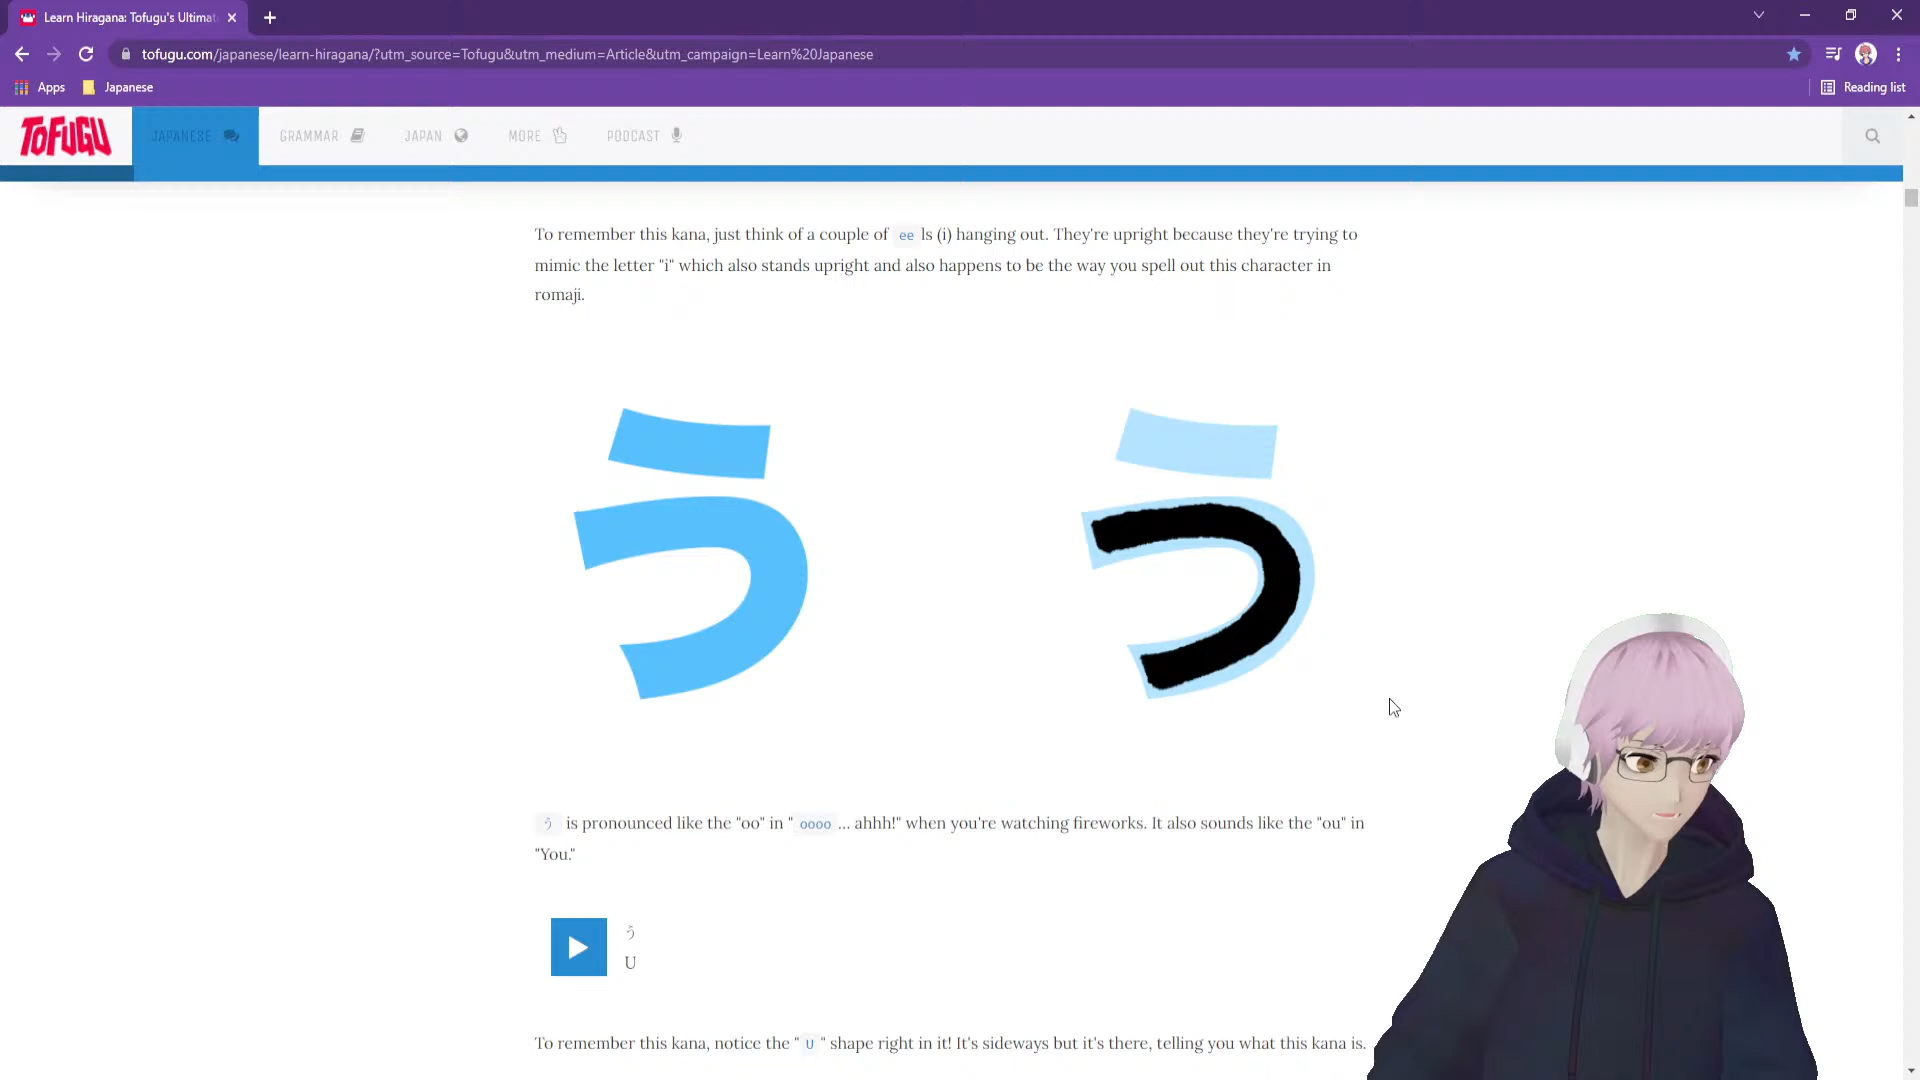 Learn Hiragana: Tofugu's Ultima
tofugu.com/japanese/learn-hiragana/?utm_source=Tofugu&utm_medium=Article&utm_campaign=Learn%20Japanese
Apps Japanese Reading list
TOFUGU JAPANESE GRAMMAR JAPAN MORE PODCAST
To remember this kana, just think of a couple of ee ls (i) hanging out. They're upright because they're trying to
mimic the letter "i" which also stands upright and also happens to be the way you spell out this character in
romaji.
う う
う is pronounced like the "oo" in " oooo ... ahhh!" when you're watching fireworks. It also sounds like the "ou" in
"You."
う
U
To remember this kana, notice the " U " shape right in it! It's sideways but it's there, telling you what this kana is.